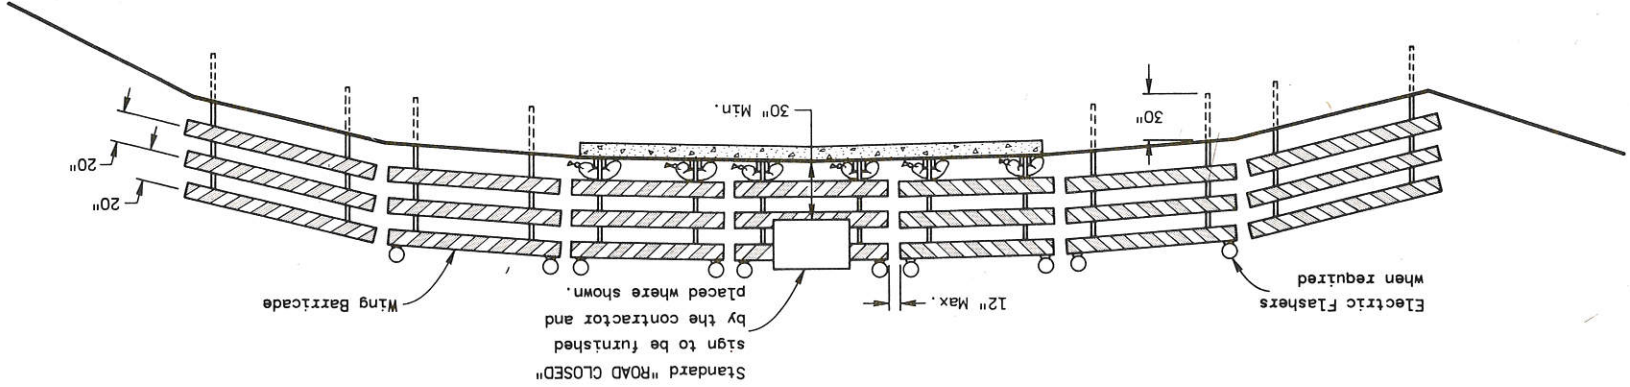 Standard "ROAD CLOSED"
sign to be furnished
by the contractor and
placed where shown.
Electric Flashers
when required
12" Max.
Wing Barricade
20"
20"
30"
30" Min.